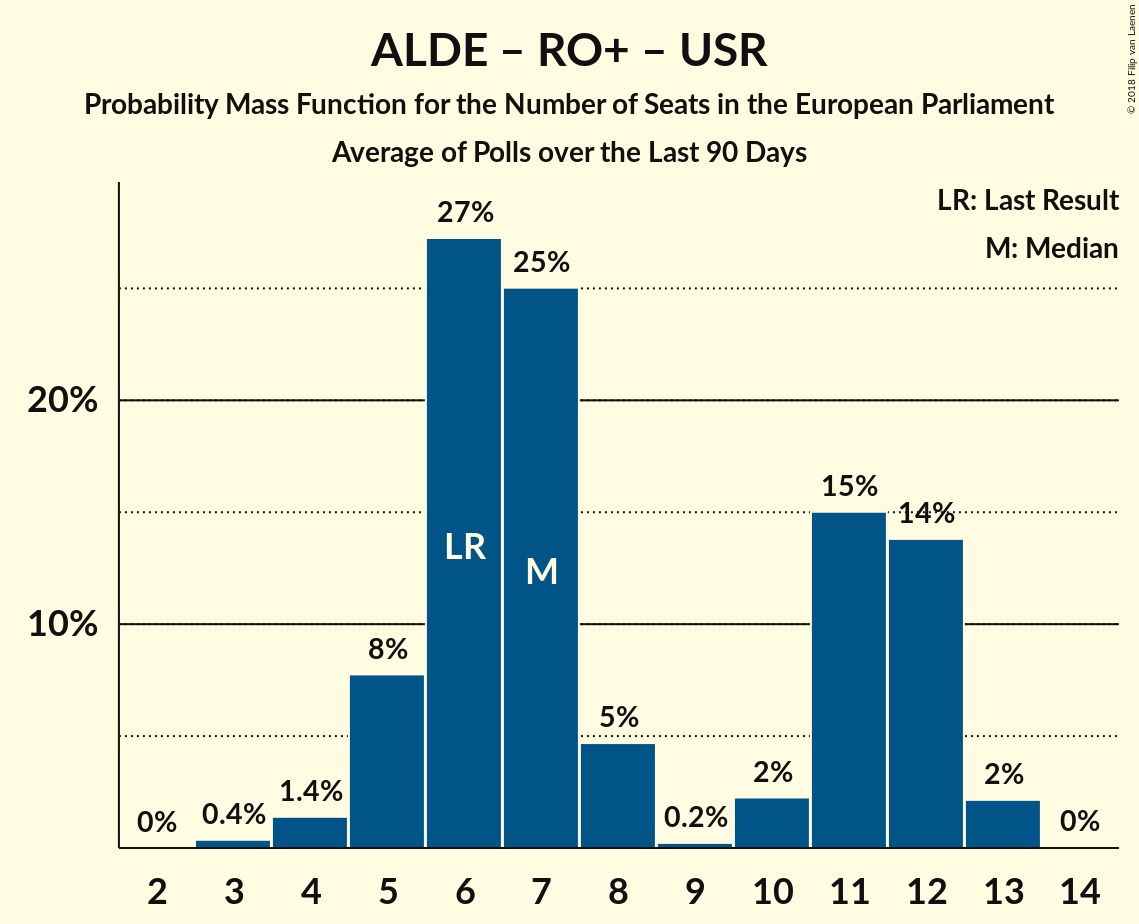 ALDE – RO+ – USR
Probability Mass Function for the Number of Seats in the European Parliament
Average of Polls over the Last 90 Days
© 2018 Filip van Laenen
LR: Last Result
M: Median
27%
25%
20%
15%
14%
LR
M
10%
8%
5%
2%
2%
1.4%
0.4%
0.2%
0%
0%
2 3 4 5 6 7 8 9 10 11 12 13 14